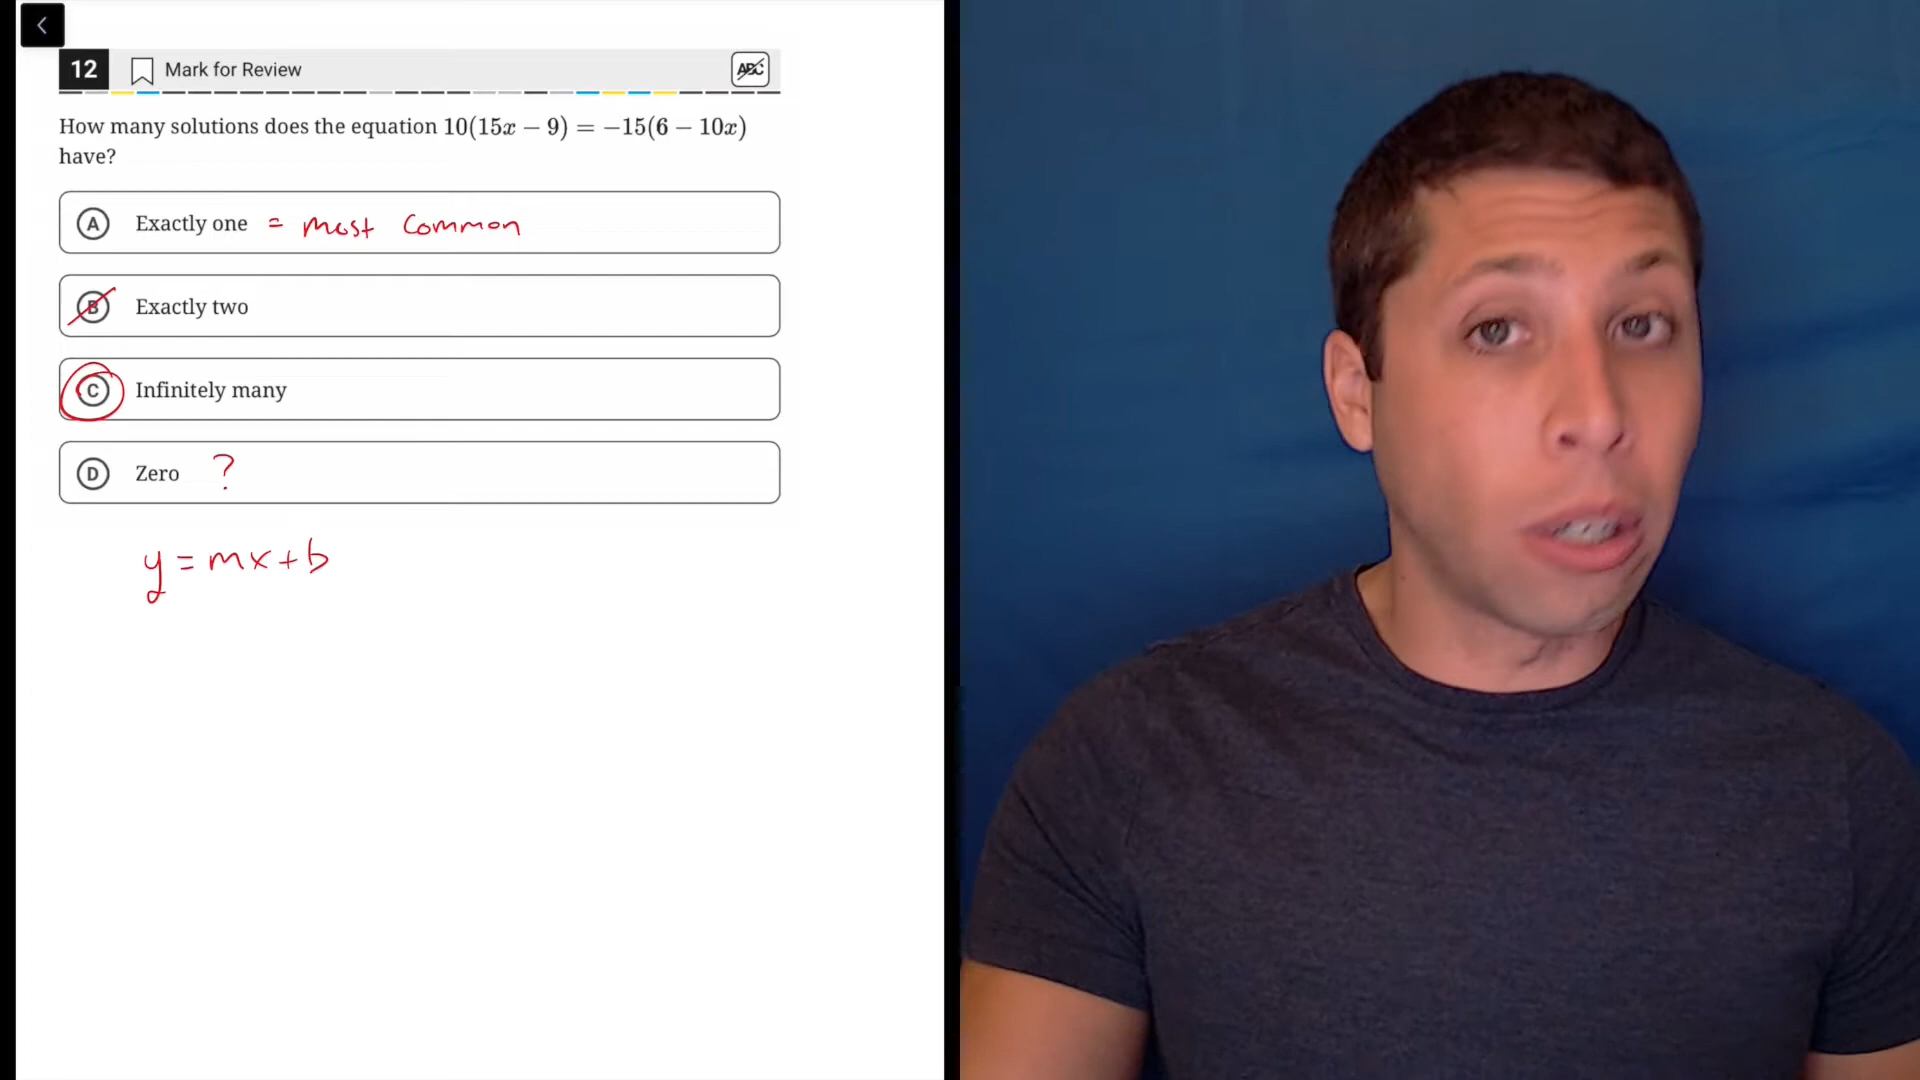 12 Mark for Review ABC
How many solutions does the equation 10(15x − 9) = −15(6 − 10x)
have?
A Exactly one = most common
B Exactly two
C Infinitely many
D Zero ?
y = mx + b